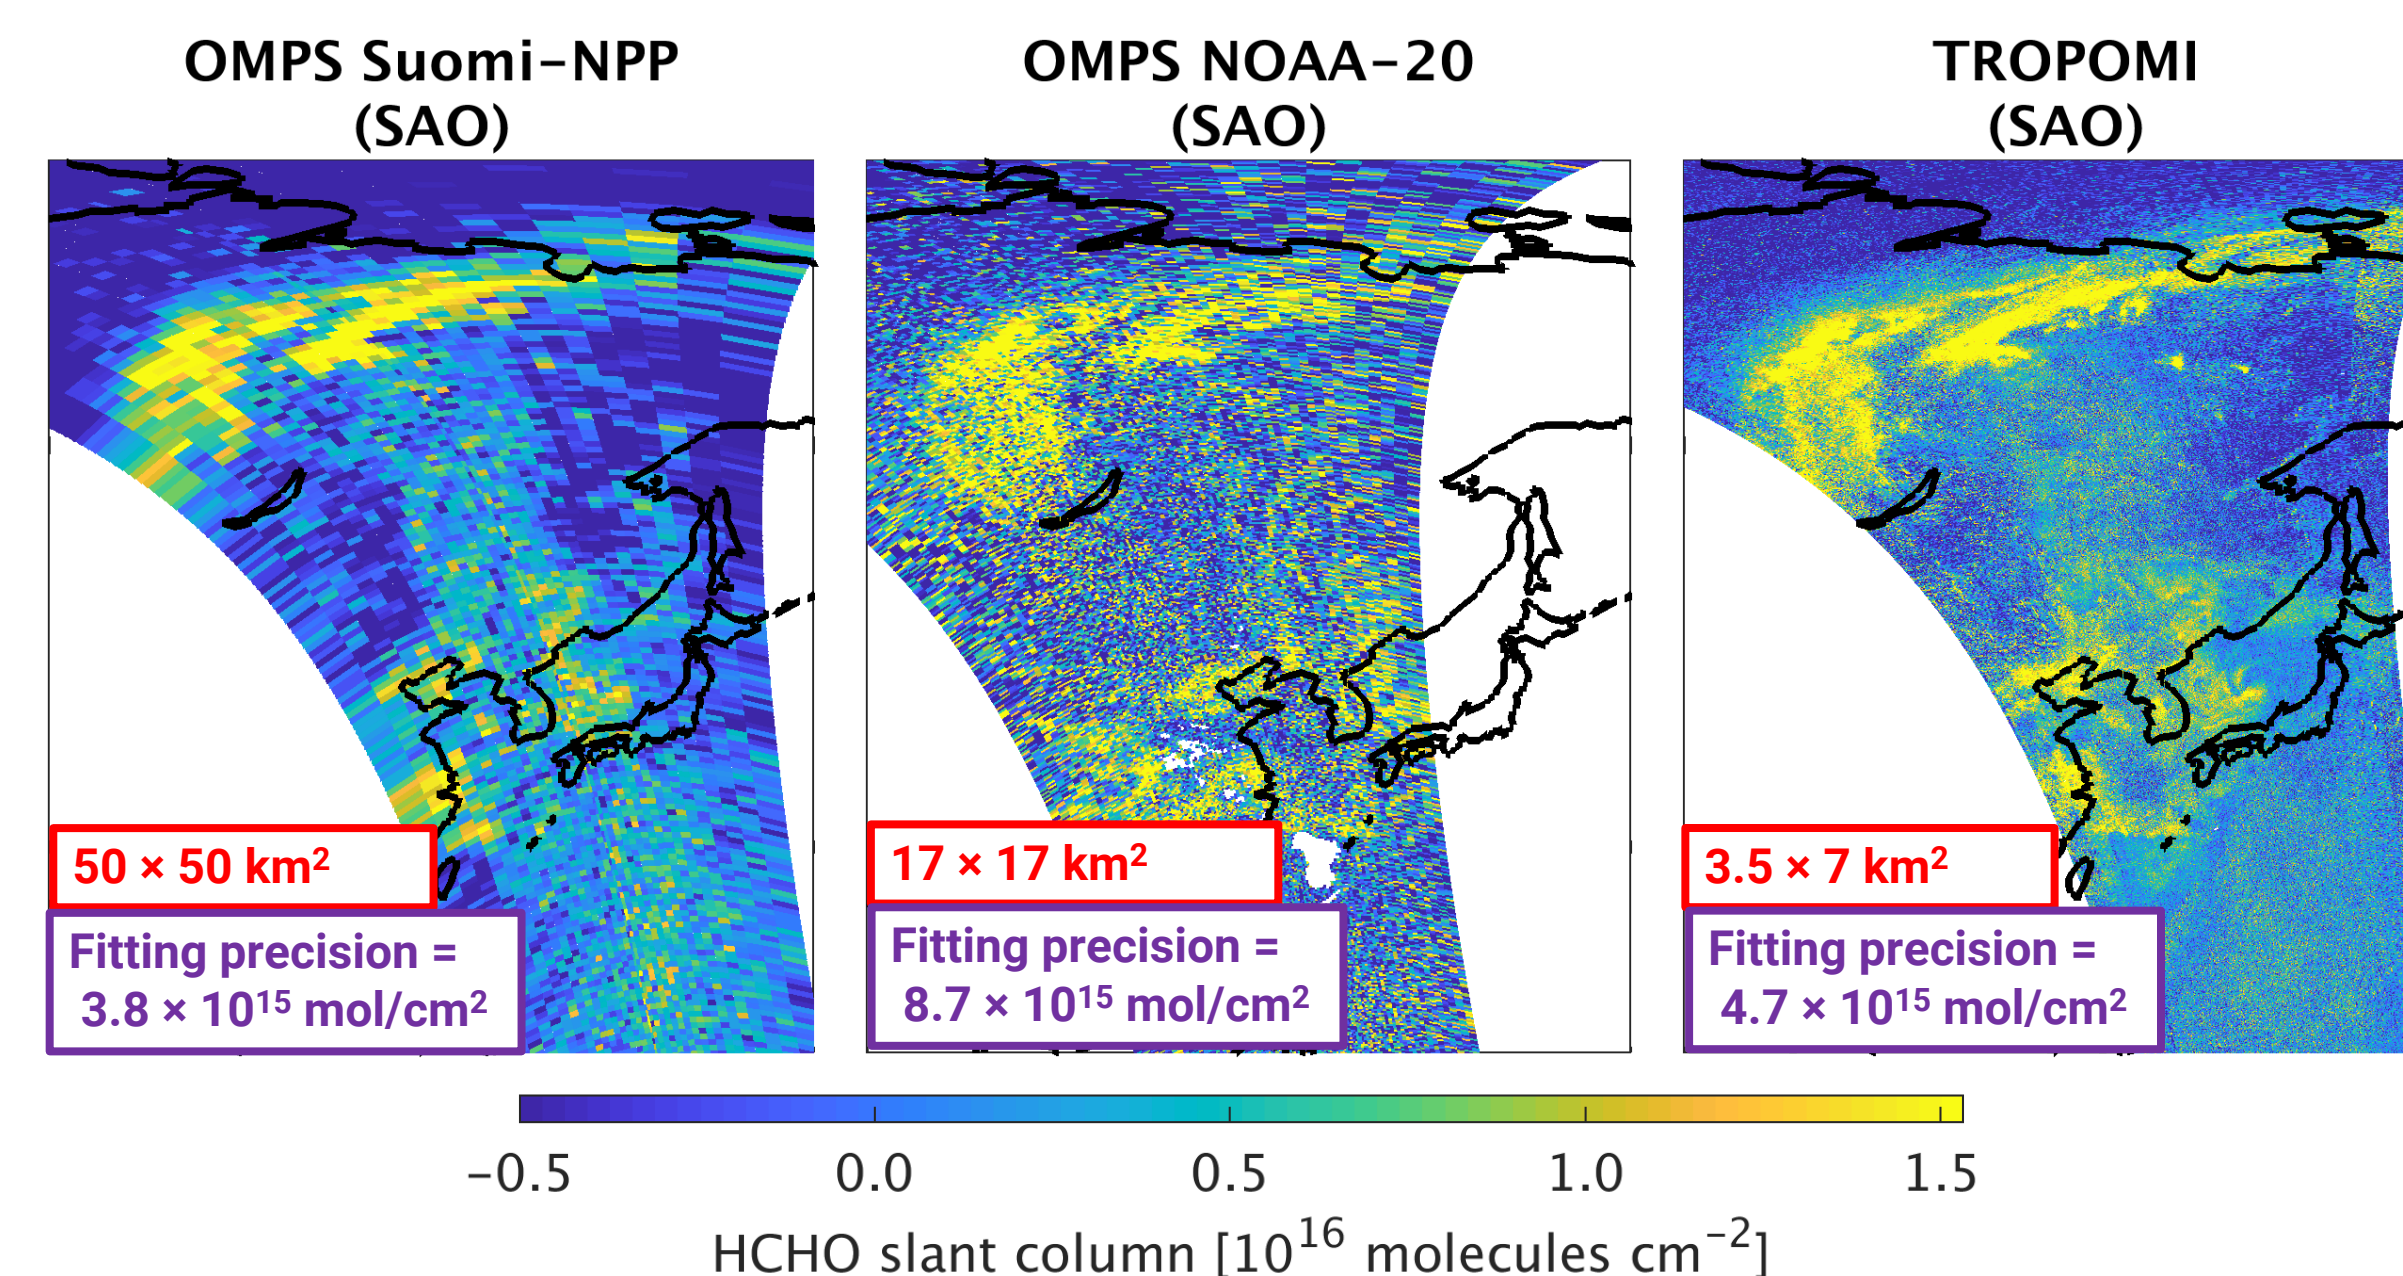 OMPS Suomi–NPP
(SAO)
OMPS NOAA–20
(SAO)
TROPOMI
(SAO)
50 × 50 km²
Fitting precision =
3.8 × 10¹⁵ mol/cm²
17 × 17 km²
Fitting precision =
8.7 × 10¹⁵ mol/cm²
3.5 × 7 km²
Fitting precision =
4.7 × 10¹⁵ mol/cm²
−0.5 0.0 0.5 1.0 1.5
HCHO slant column [10¹⁶ molecules cm⁻²]